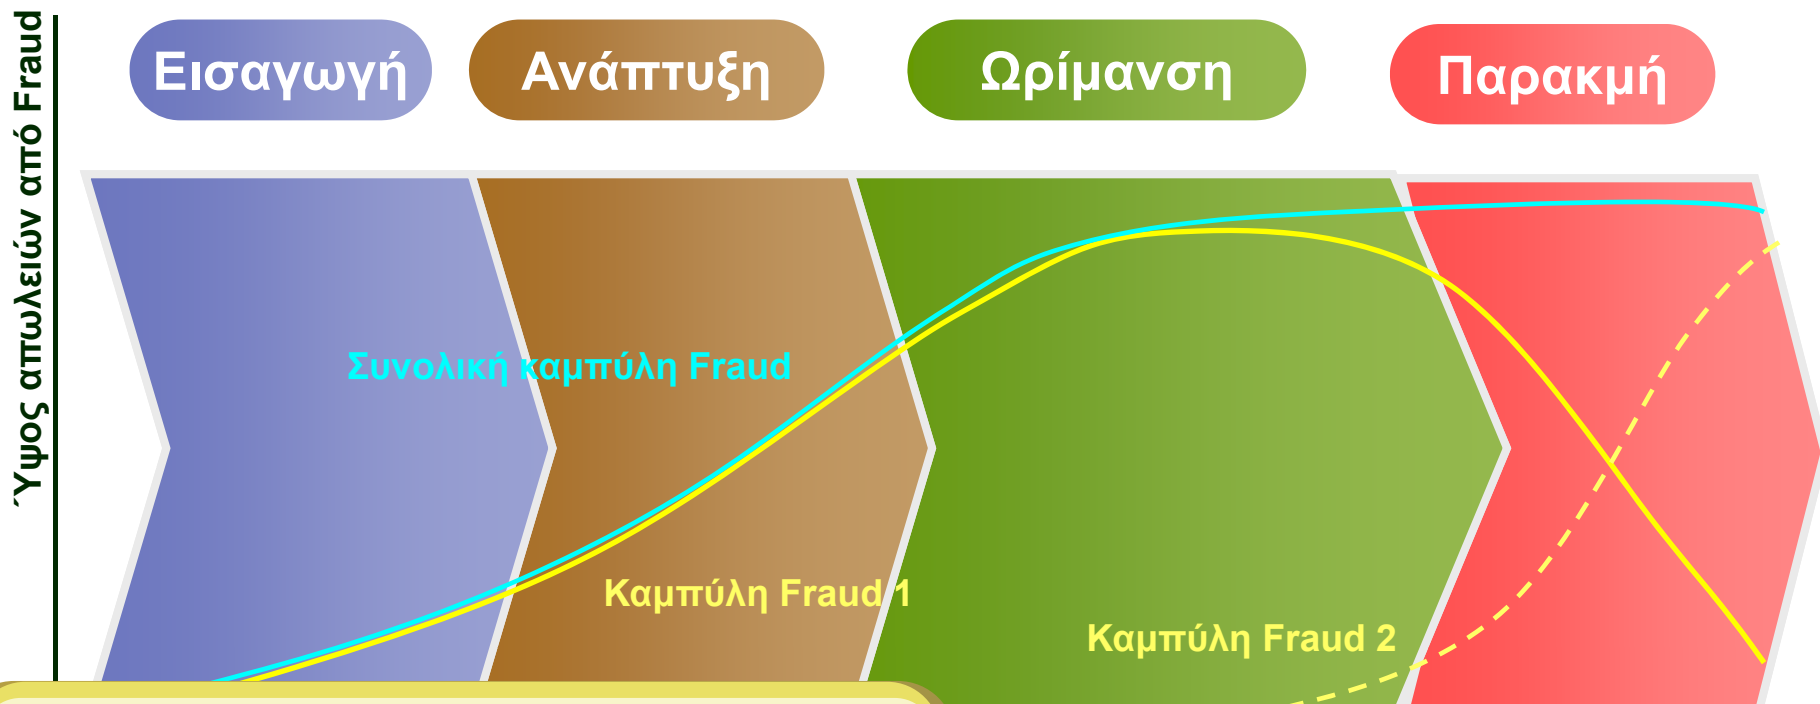 Ύψος απωλειών από Fraud
Εισαγωγή
Ανάπτυξη
Ωρίμανση
Παρακμή
Συνολική καμπύλη Fraud
Καμπύλη Fraud 1
Καμπύλη Fraud 2